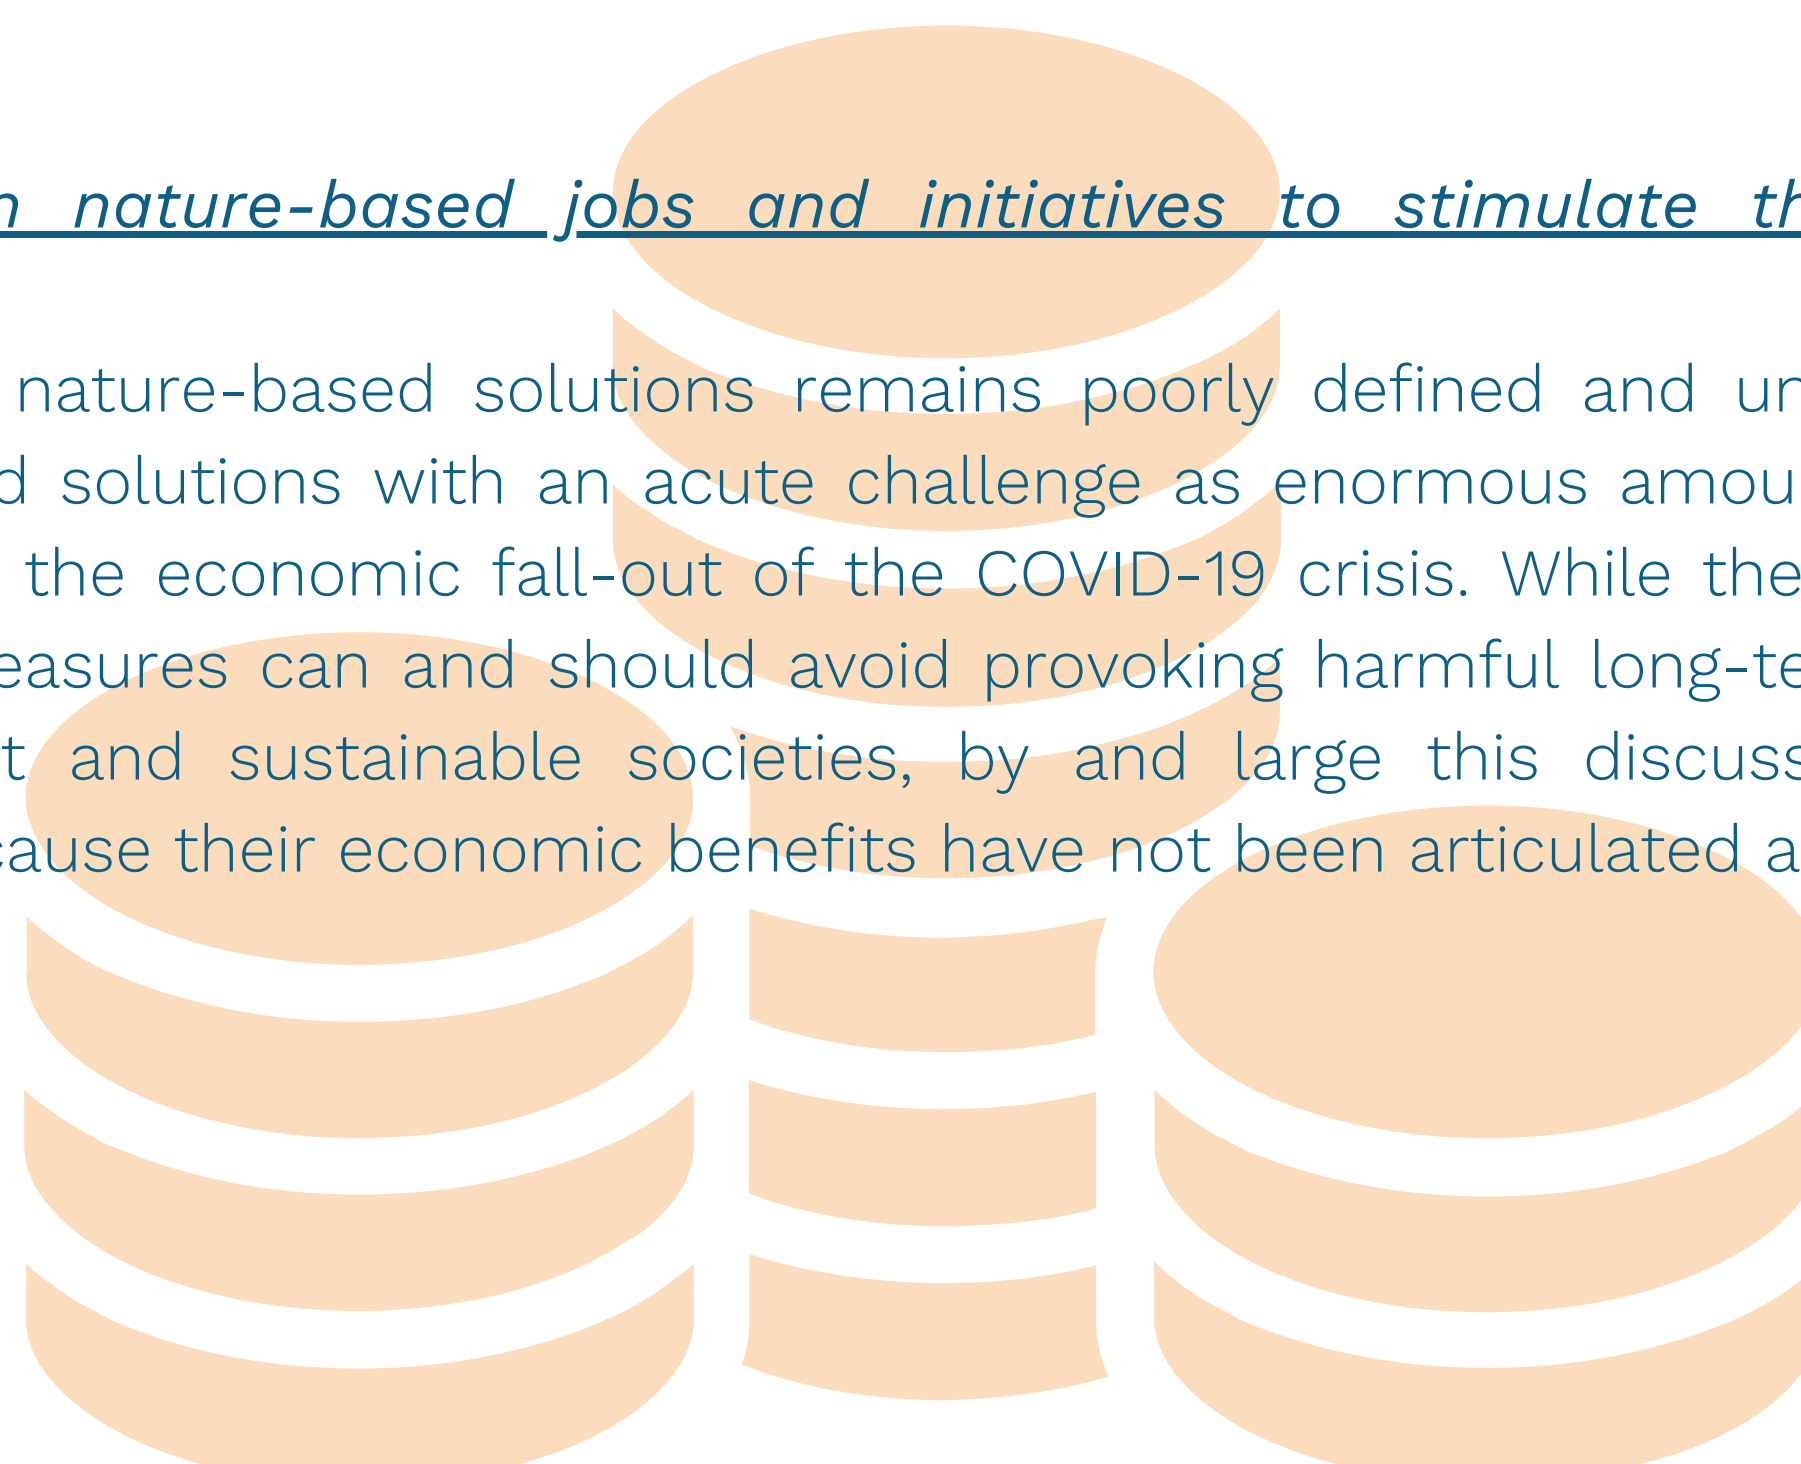 n nature-based jobs and initiatives to stimulate th
nature-based solutions remains poorly defined and un
d solutions with an acute challenge as enormous amou
the economic fall-out of the COVID-19 crisis. While the
easures can and should avoid provoking harmful long-te
t and sustainable societies, by and large this discuss
cause their economic benefits have not been articulated a